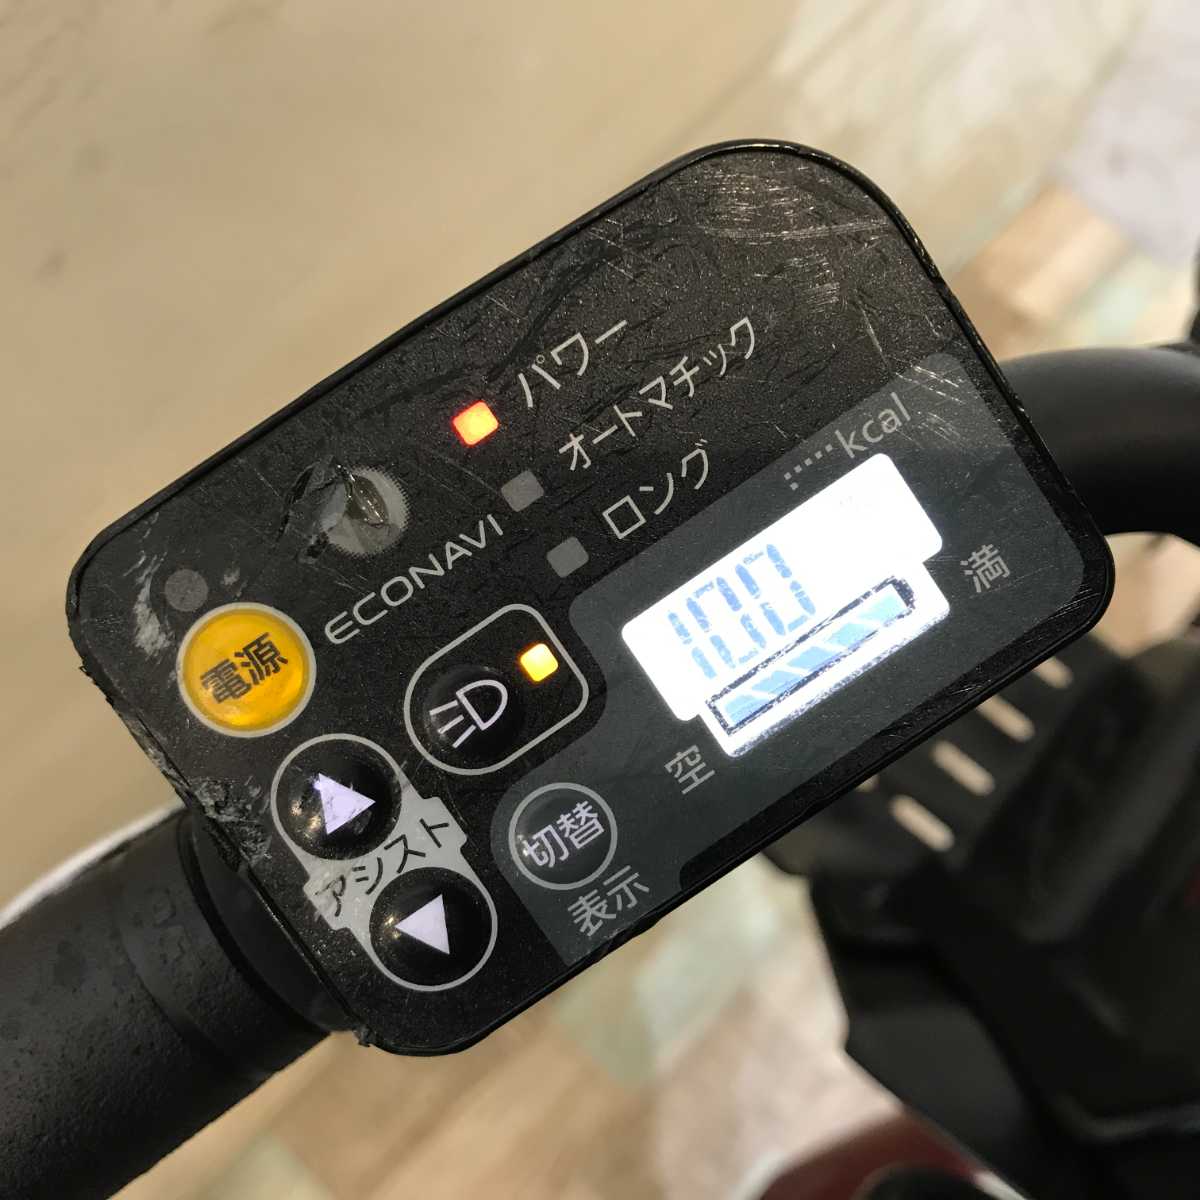 パワー
オートマチック
ロング
ECONAVI
kcal
100
満
空
電源
アシスト
切替
表示